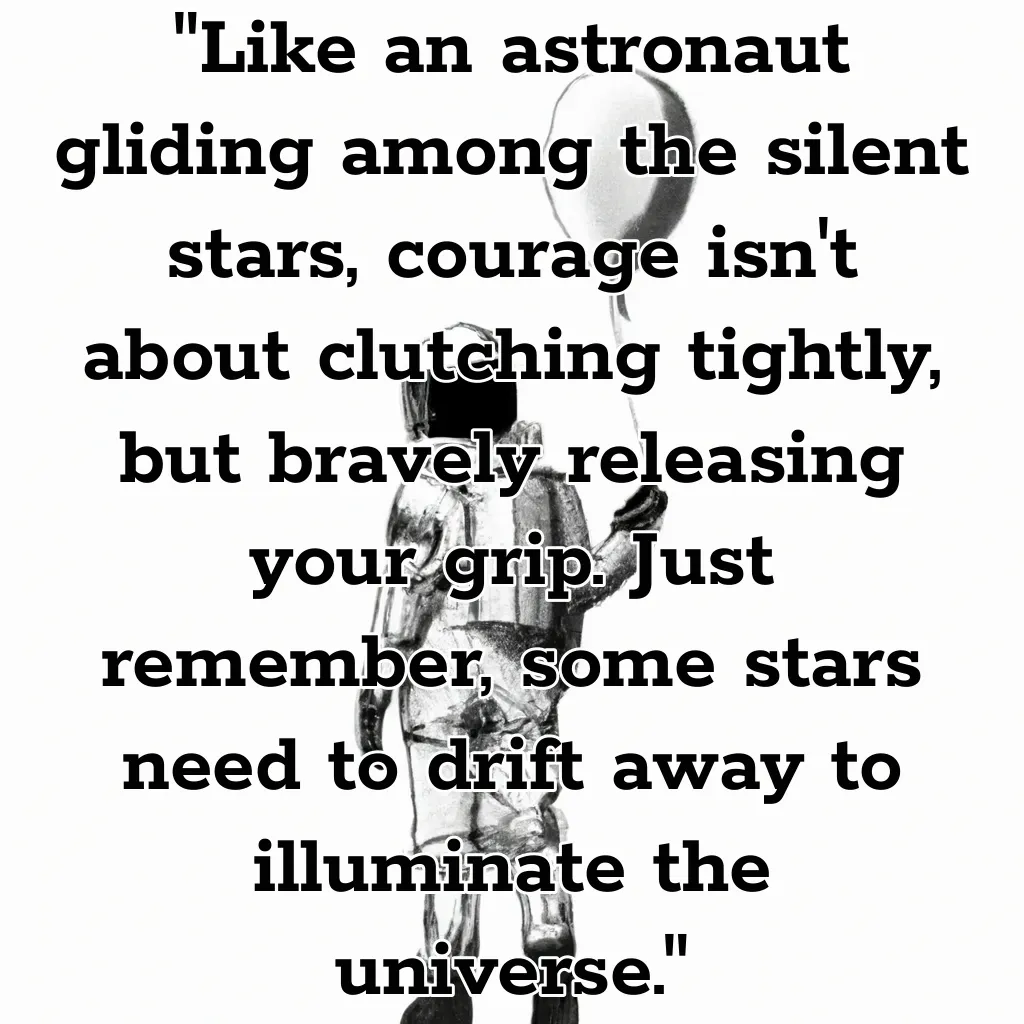 "Like an astronaut
gliding among the silent
stars, courage isn't
about clutching tightly,
but bravely releasing
your grip. Just
remember, some stars
need to drift away to
illuminate the
universe."